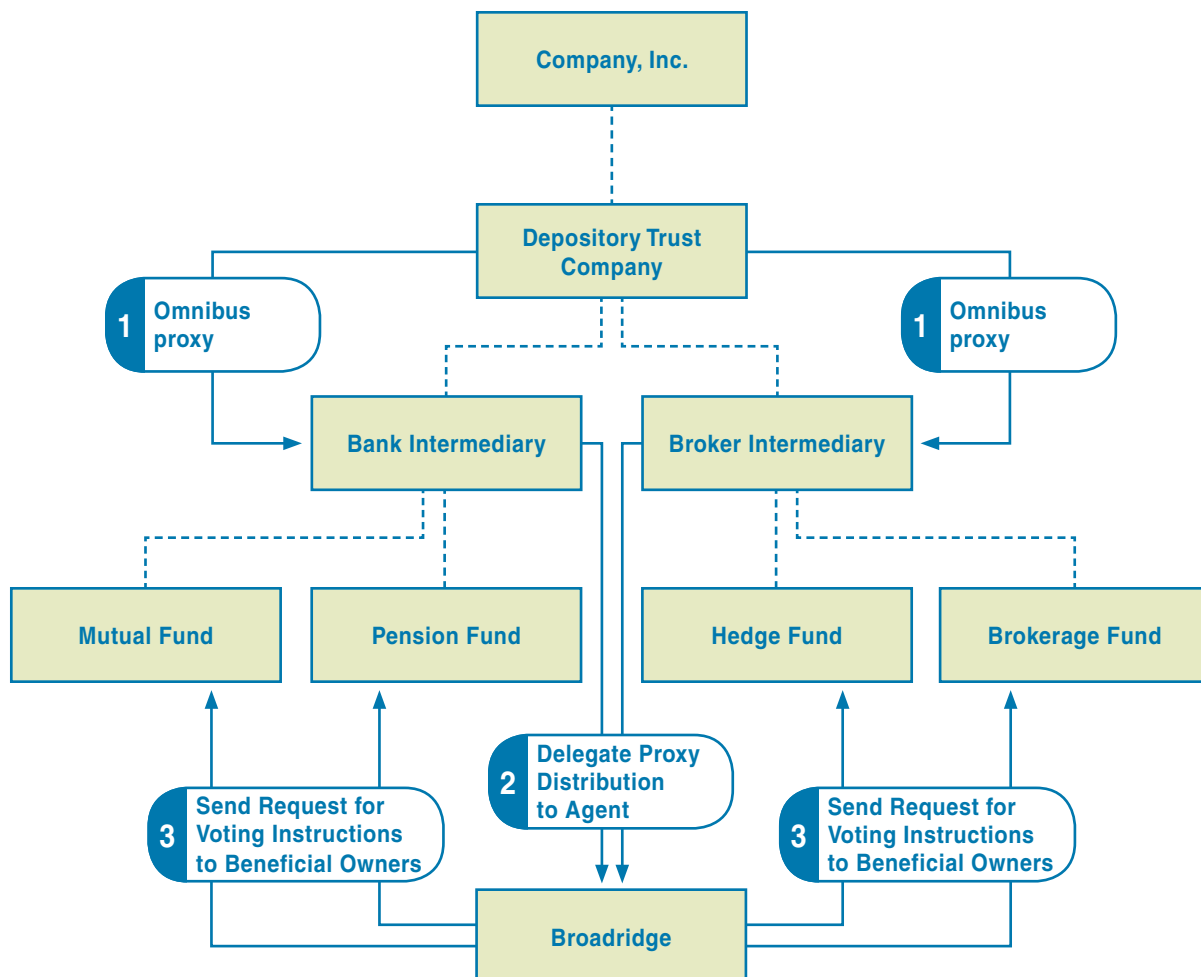 Company, Inc.
Depository Trust
Company
1
Omnibus
proxy
1
Omnibus
proxy
Bank Intermediary
Broker Intermediary
Mutual Fund
Pension Fund
Hedge Fund
Brokerage Fund
2
Delegate Proxy
Distribution
to Agent
3
Send Request for
Voting Instructions
to Beneficial Owners
3
Send Request for
Voting Instructions
to Beneficial Owners
Broadridge